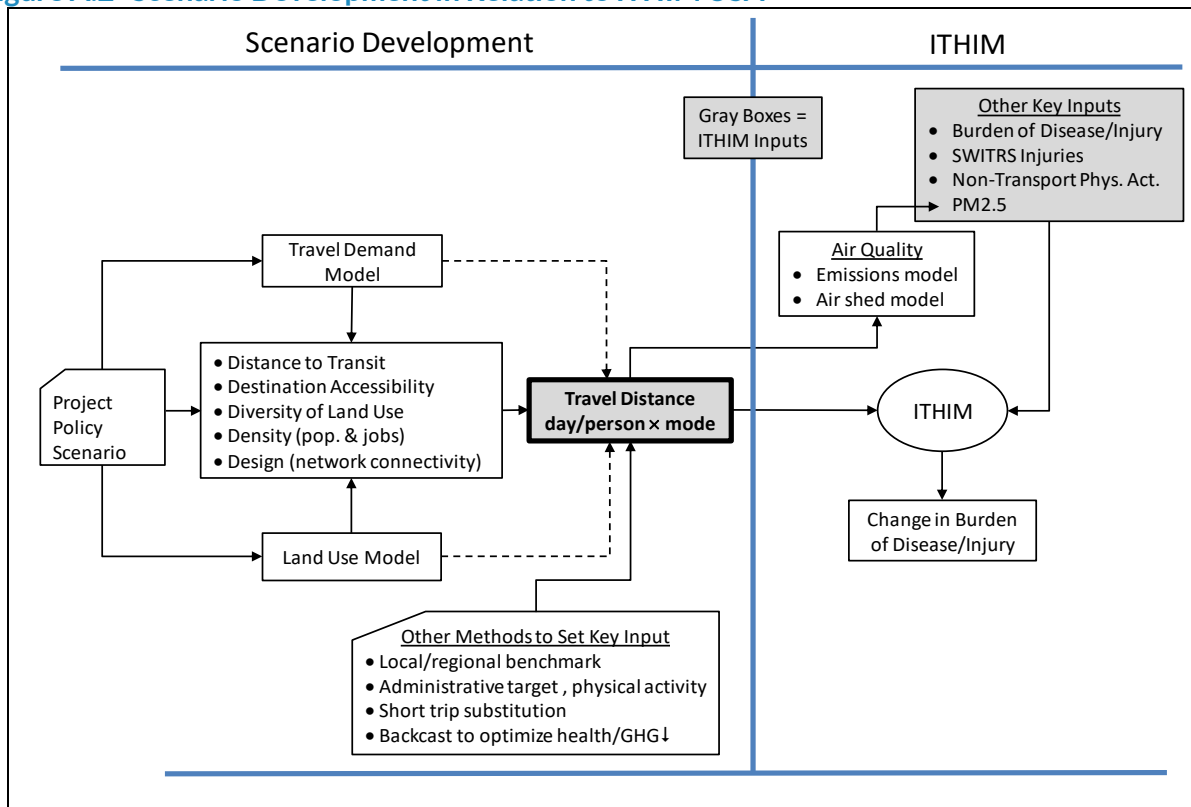 Scenario Development
ITHIM
Gray Boxes =
ITHIM Inputs
Other Key Inputs
• Burden of Disease/Injury
• SWITRS Injuries
• Non-Transport Phys. Act.
• PM2.5
Travel Demand
Model
Air Quality
• Emissions model
• Air shed model
Project
Policy
Scenario
• Distance to Transit
• Destination Accessibility
• Diversity of Land Use
• Density (pop. & jobs)
• Design (network connectivity)
Travel Distance
day/person × mode
ITHIM
Land Use Model
Change in Burden
of Disease/Injury
Other Methods to Set Key Input
• Local/regional benchmark
• Administrative target , physical activity
• Short trip substitution
• Backcast to optimize health/GHG↓